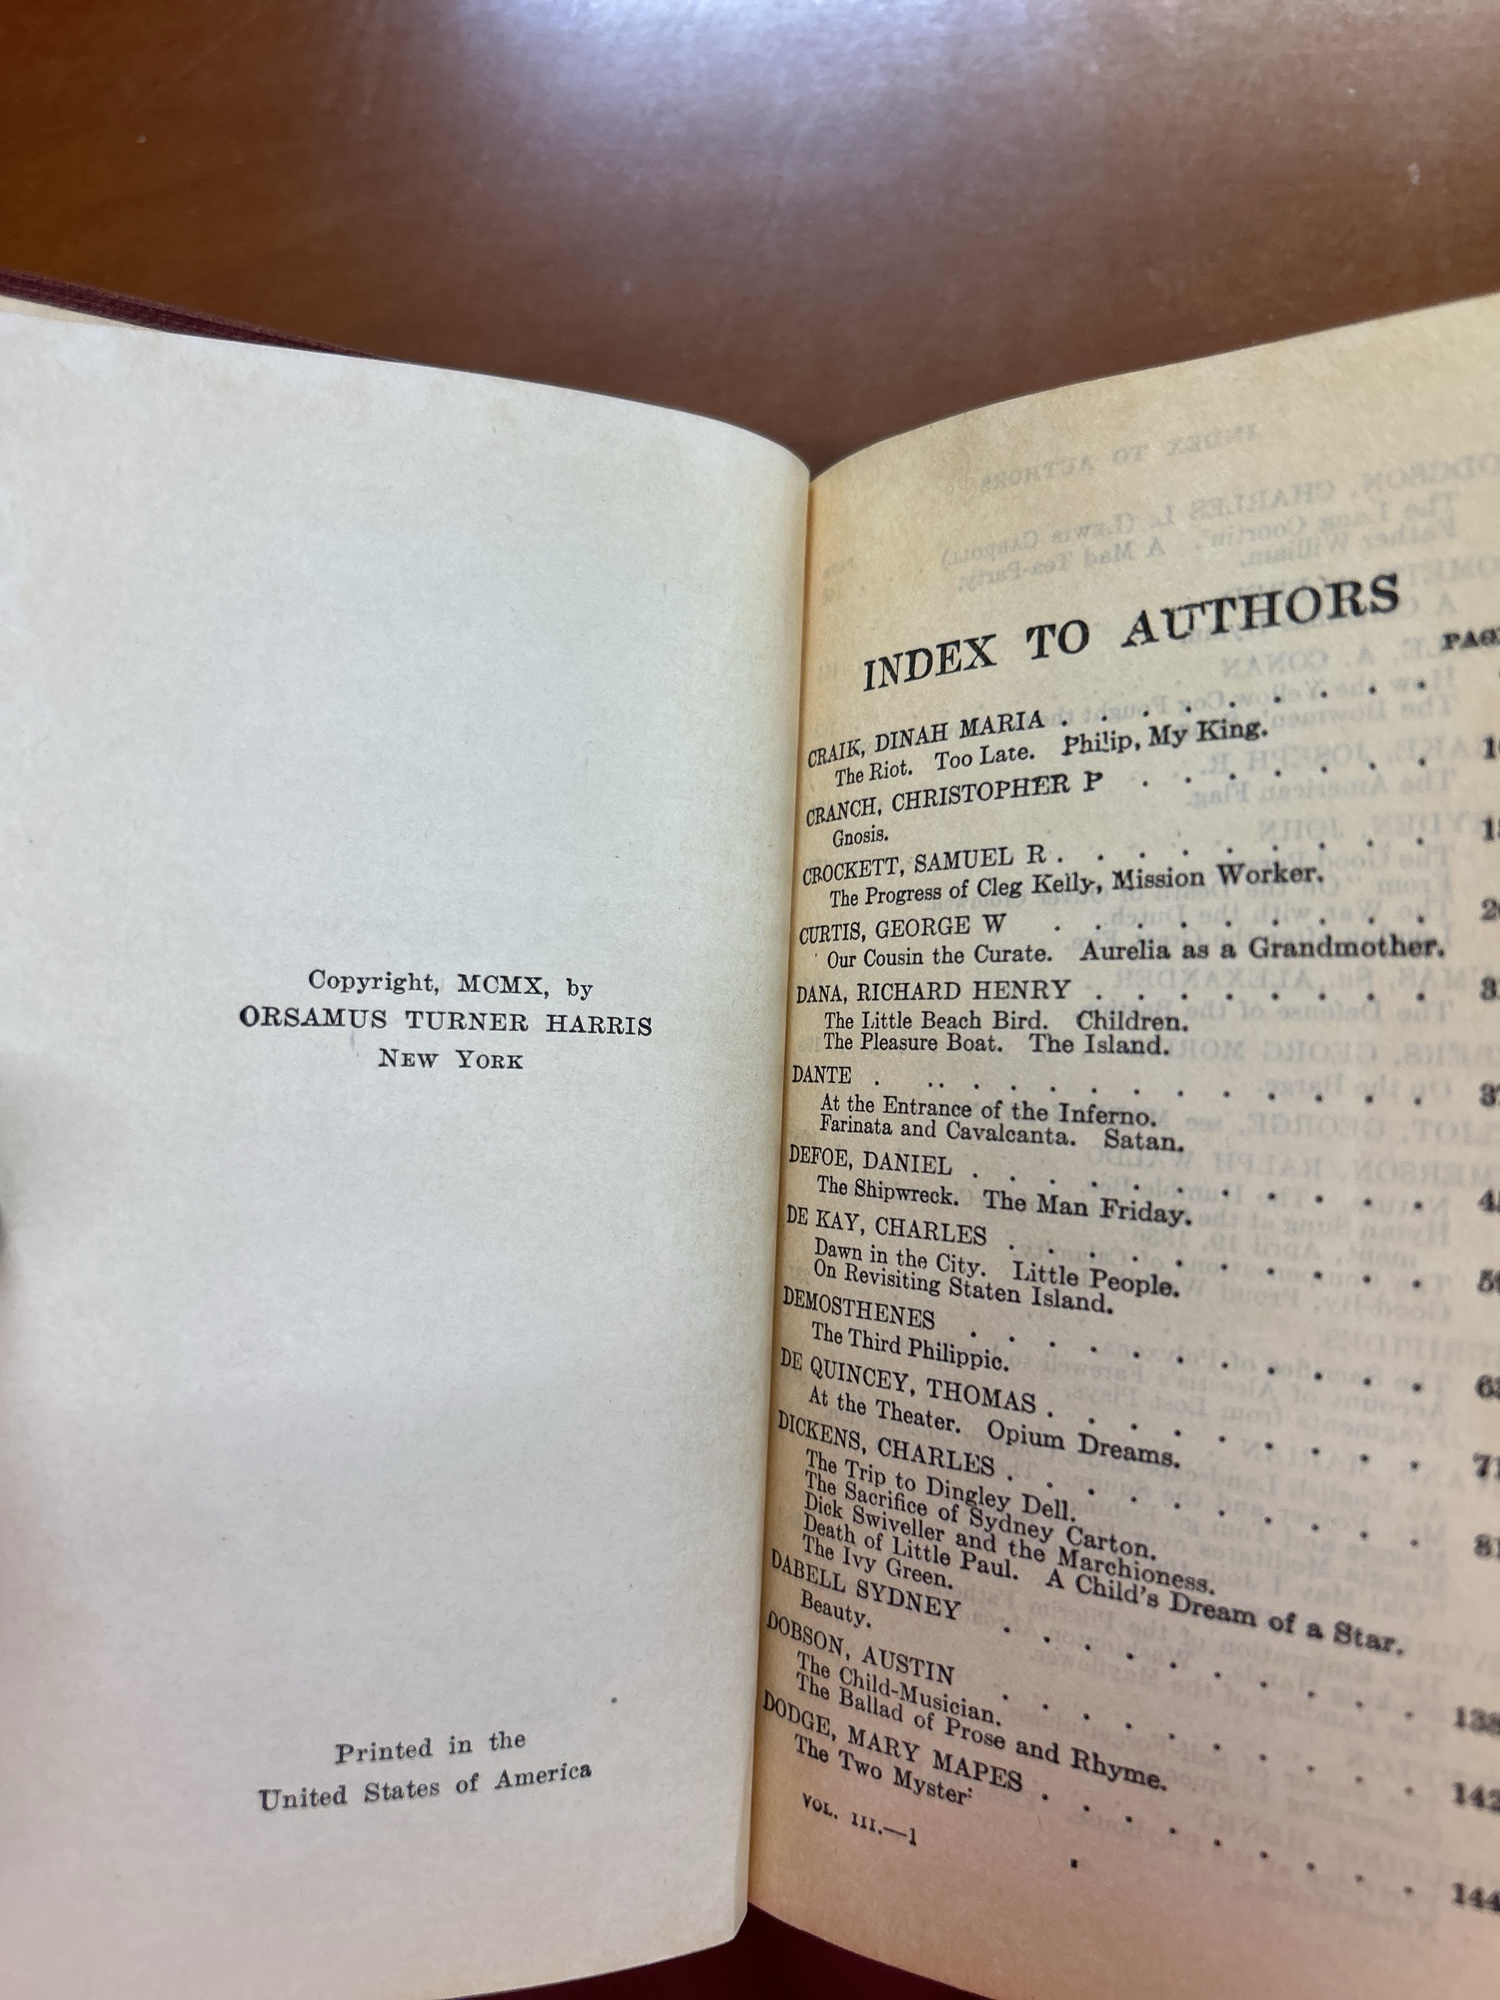 Copyright, MCMX, by
ORSAMUS TURNER HARRIS
NEW YORK
Printed in the
United States of America
INDEX TO AUTHORS
CRAIK, DINAH MARIA . . . . . . . . .
The Riot. Too Late. Philip, My King.
CRANCH, CHRISTOPHER P . . . . . . .
Gnosis.
CROCKETT, SAMUEL R . . . . . . . . .
The Progress of Cleg Kelly, Mission Worker.
CURTIS, GEORGE W . . . . . . . . .
Our Cousin the Curate. Aurelia as a Grandmother.
DANA, RICHARD HENRY . . . . . . . . .
The Little Beach Bird. Children.
The Pleasure Boat. The Island.
DANTE . .. . . . . . . . . . . .
At the Entrance of the Inferno.
Farinata and Cavalcanta. Satan.
DEFOE, DANIEL . . . . . . . . . . . .
The Shipwreck. The Man Friday.
DE KAY, CHARLES . . . . . . . . . . .
Dawn in the City. Little People.
On Revisiting Staten Island.
DEMOSTHENES . . . . . . . . . . . .
The Third Philippic.
DE QUINCEY, THOMAS . . . . . . . . . . 71
At the Theater. Opium Dreams.
DICKENS, CHARLES . . . . . . . . . . . 81
The Trip to Dingley Dell.
The Sacrifice of Sydney Carton.
Dick Swiveller and the Marchioness.
Death of Little Paul. A Child's Dream of a Star.
The Ivy Green.
DABELL SYDNEY . . . . . . . . . . . 138
Beauty.
DOBSON, AUSTIN . . . . . . . . . . . 142
The Child-Musician.
The Ballad of Prose and Rhyme.
DODGE, MARY MAPES . . . . . . . . . . 144
The Two
VOL. III.—1